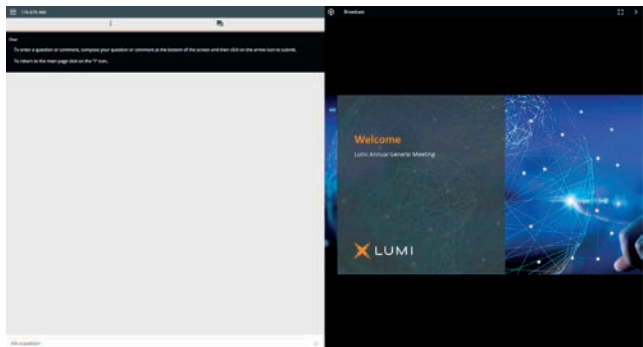 Broadcast
i
To enter a question or comment, compose your question or comment at the bottom of the screen and then click on the arrow icon to submit.
To return to the main page click on the "i" icon.
Welcome
Lumi Annual General Meeting
LUMI
Ask a question